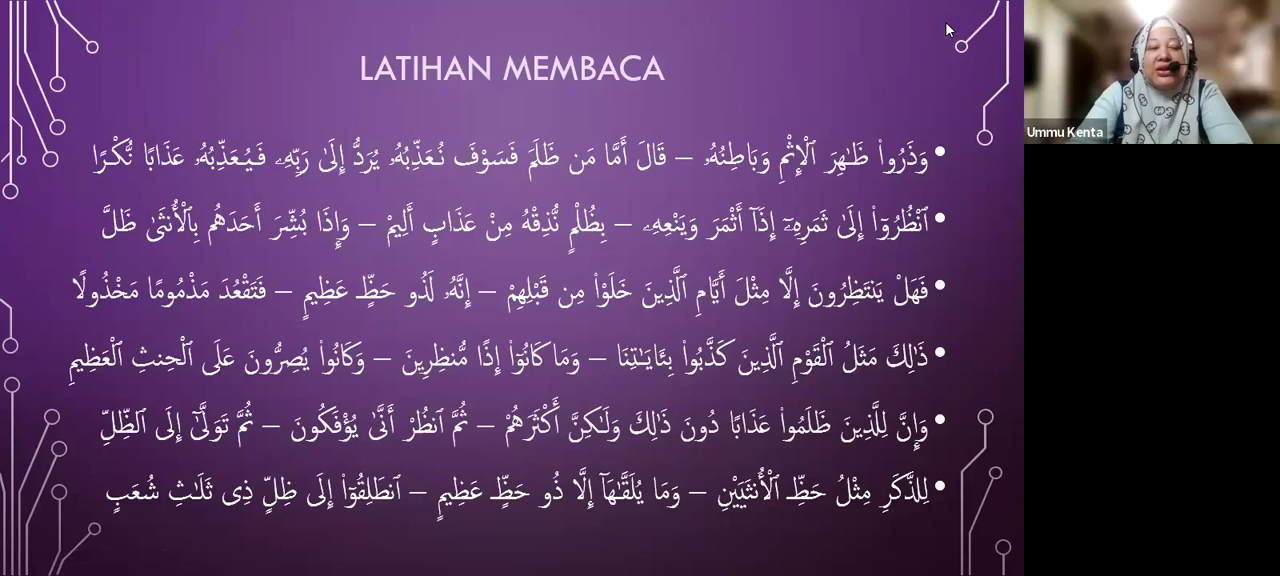 LATIHAN MEMBACA
وَذَرُوا۟ ظَـٰهِرَ ٱلْإِثْمِ وَبَاطِنَهُۥ – قَالَ أَمَّا مَن ظَلَمَ فَسَوْفَ نُعَذِّبُهُۥ يُرَدُّ إِلَىٰ رَبِّهِۦ فَيُعَذِّبُهُۥ عَذَابًا نُّكْرًا
ٱنْظُرُوٓا۟ إِلَىٰ ثَمَرِهِۦٓ إِذَآ أَثْمَرَ وَيَنْعِهِۦ – بِظُلْمٍ نُّذِقْهُ مِنْ عَذَابٍ أَلِيمْ – وَإِذَا بُشِّرَ أَحَدَهُم بِٱلْأُنثَىٰ ظَلَّ
فَهَلْ يَنتَظِرُونَ إِلَّا مِثْلَ أَيَّامِ ٱلَّذِينَ خَلَوْا۟ مِن قَبْلِهِمْ – إِنَّهُۥ لَذُو حَظٍّ عَظِيمٍ – فَتَقْعُدَ مَذْمُومًا مَخْذُولًا
ذَٰلِكَ مَثَلُ ٱلْقَوْمِ ٱلَّذِينَ كَذَّبُوا۟ بِـَٔايَـٰتِنَا – وَمَا كَانُوٓا۟ إِذًا مُّنظِرِينَ – وَكَانُوا۟ يُصِرُّونَ عَلَى ٱلْحِنثِ ٱلْعَظِيمِ
وَإِنَّ لِلَّذِينَ ظَلَمُوا۟ عَذَابًا دُونَ ذَٰلِكَ وَلَـٰكِنَّ أَكْثَرَهُمْ – ثُمَّ ٱنظُرْ أَنَّىٰ يُؤْفَكُونَ – ثُمَّ تَوَلَّىٰٓ إِلَى ٱلظِّلِّ
لِلذَّكَرِ مِثْلُ حَظِّ ٱلْأُنثَيَيْنِ – وَمَا يُلَقَّىٰهَآ إِلَّا ذُو حَظٍّ عَظِيمٍ – ٱنطَلِقُوٓا۟ إِلَى ظِلٍّ ذِى ثَلَـٰثِ شُعَبٍ
Ummu Kenta